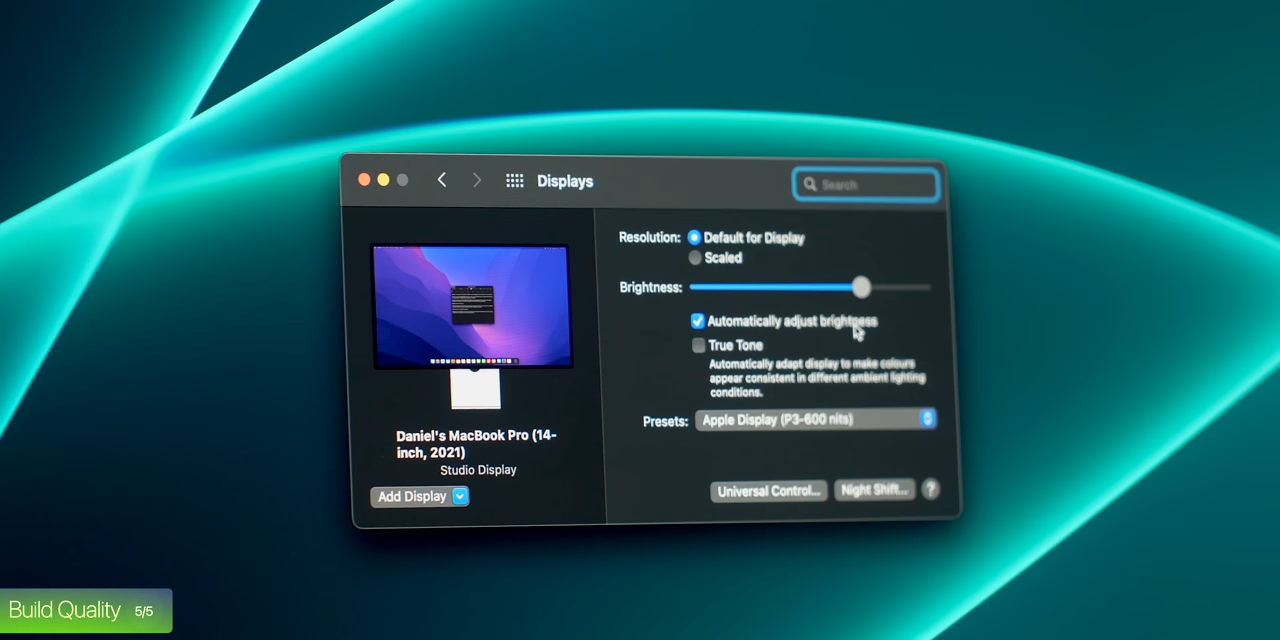 Displays
Search
Resolution: Default for Display
Scaled
Brightness:
Automatically adjust brightness
True Tone
Automatically adapt display to make colours
appear consistent in different ambient lighting
conditions.
Presets: Apple Display (P3-600 nits)
Daniel's MacBook Pro (14-
inch, 2021)
Studio Display
Add Display
Universal Control... Night Shift... ?
Build Quality 5/5